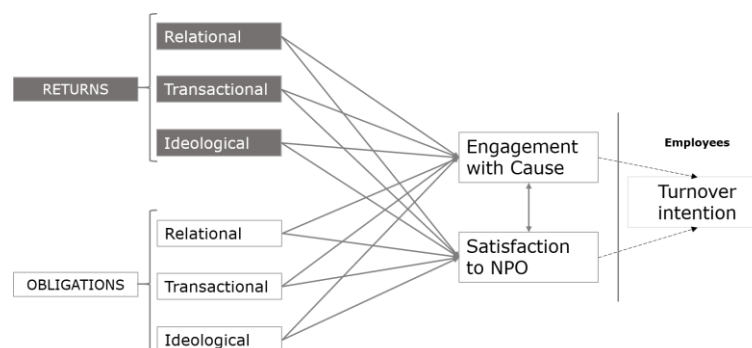 Relational
RETURNS
Transactional
Ideological
Engagement
with Cause
Employees
Turnover
intention
Relational
Satisfaction
to NPO
OBLIGATIONS
Transactional
Ideological